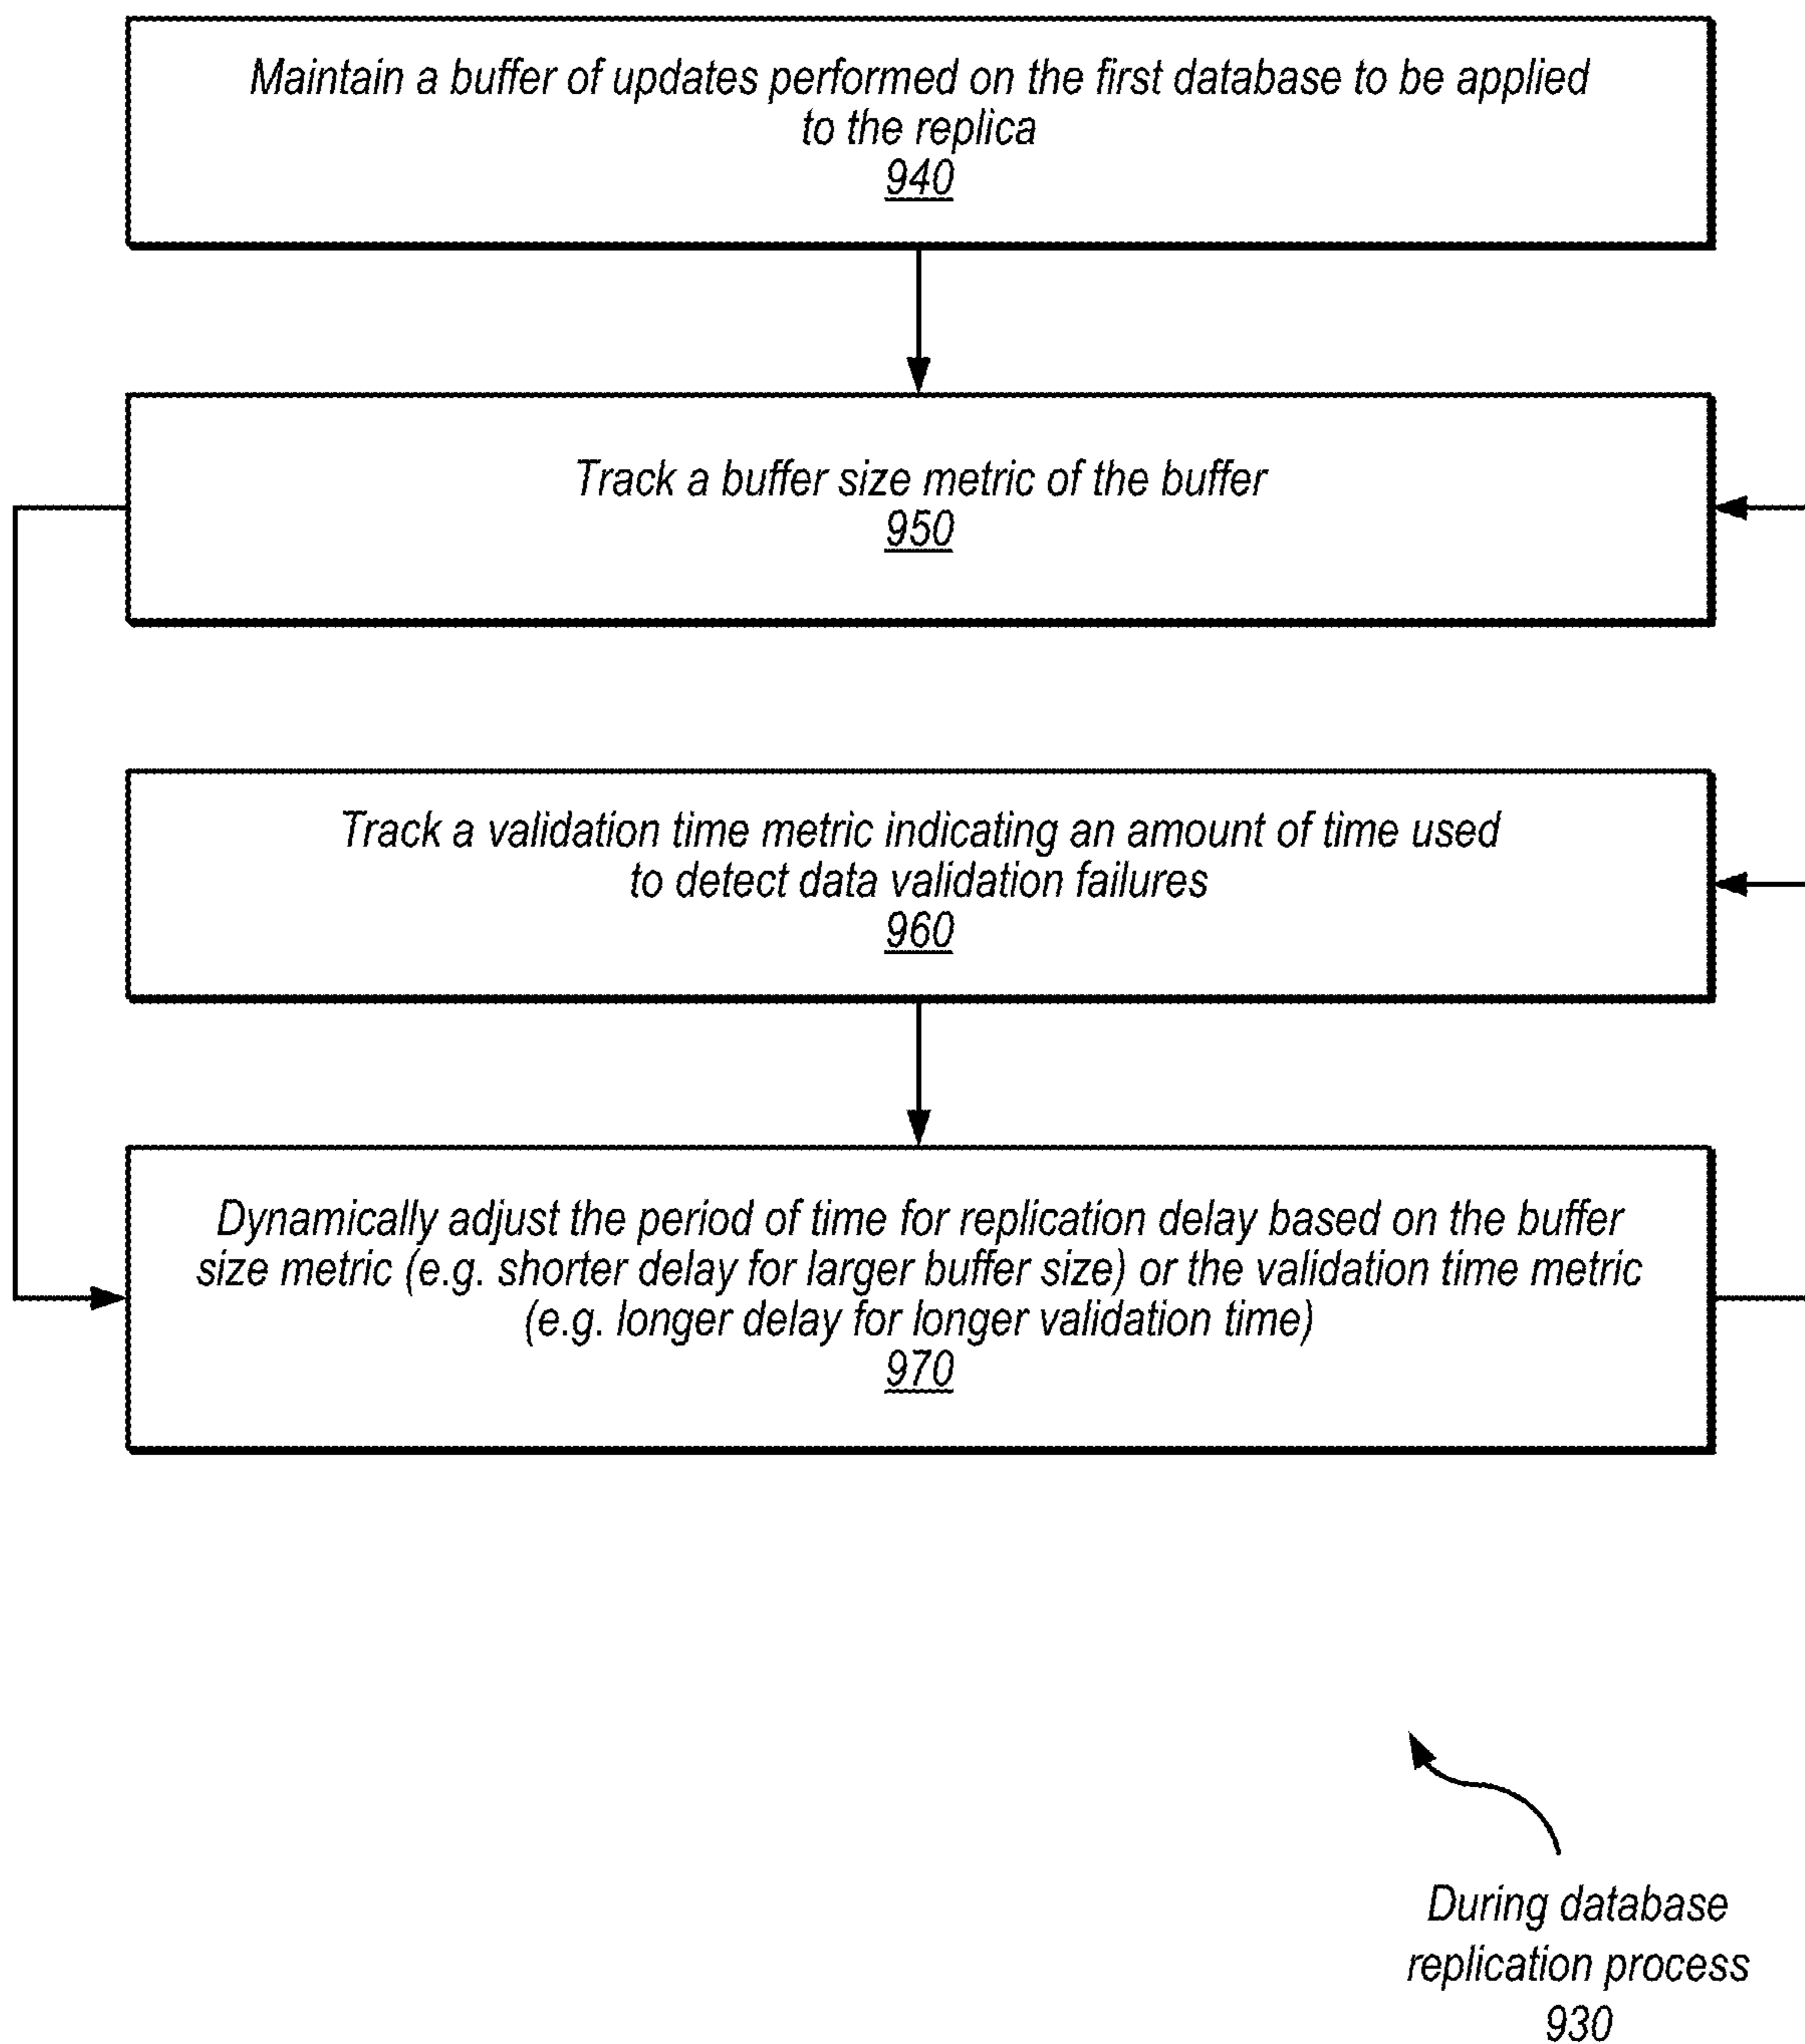 Maintain a buffer of updates performed on the first database to be applied
to the replica
940
Track a buffer size metric of the buffer
950
Track a validation time metric indicating an amount of time used
to detect data validation failures
960
Dynamically adjust the period of time for replication delay based on the buffer
size metric (e.g. shorter delay for larger buffer size) or the validation time metric
(e.g. longer delay for longer validation time)
970
During database
replication process
930